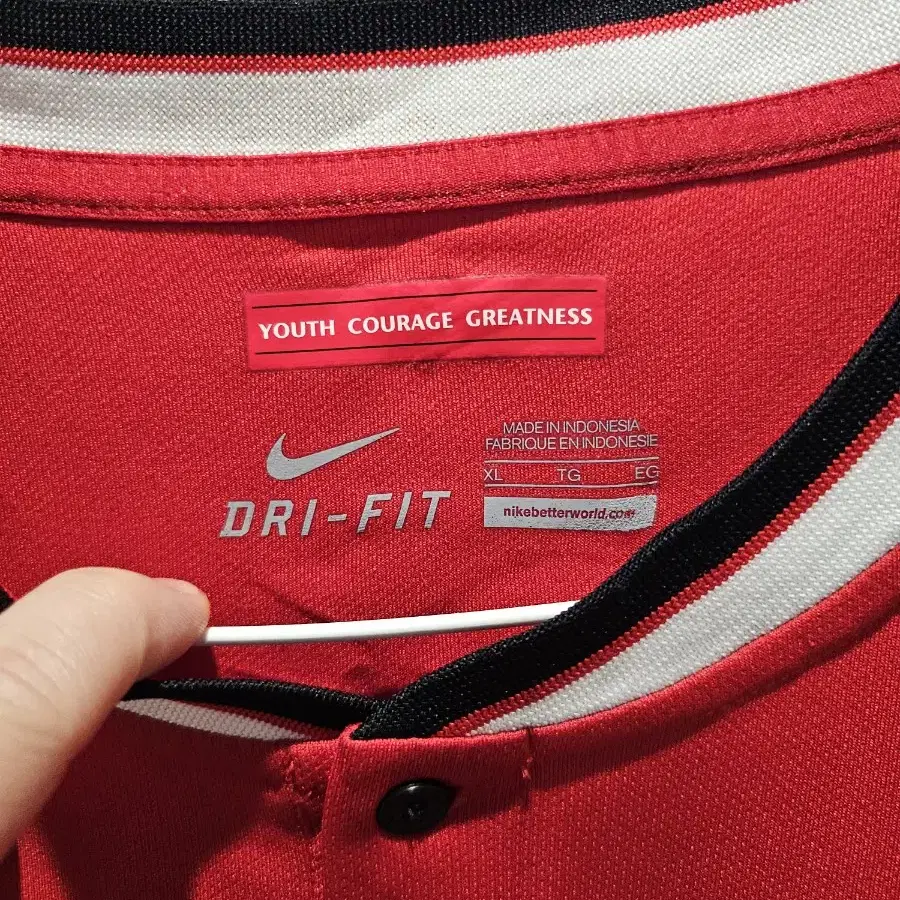 YOUTH COURAGE GREATNESS
DRI-FIT
MADE IN INDONESIA
FABRIQUE EN INDONESIE
XL TG EG
nikebetterworld.com